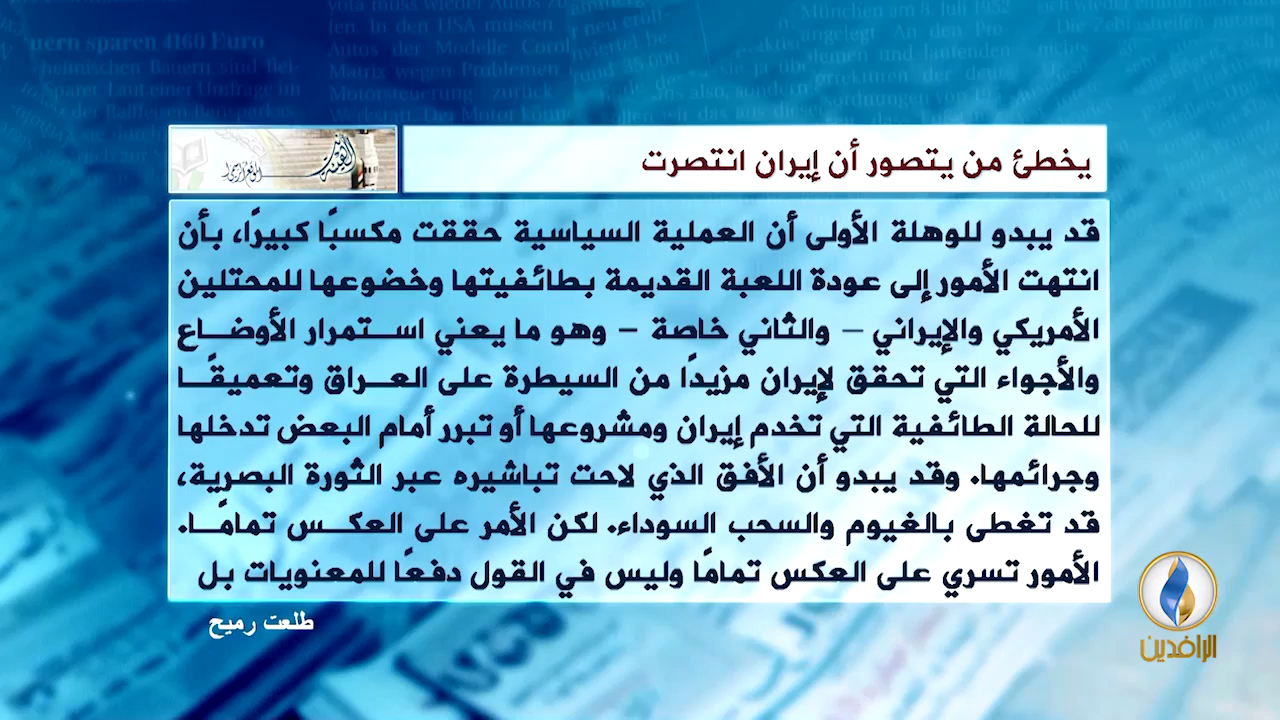 يخطئ من يتصور أن إيران انتصرت
قد يبدو للوهلة الأولى أن العملية السياسية حققت مكسبًا كبيرًا، بأن
انتهت الأمور إلى عودة اللعبة القديمة بطائفيتها وخضوعها للمحتلين
الأمريكي والإيراني – والثاني خاصة – وهو ما يعني استمرار الأوضاع
والأجواء التي تحقق لإيران مزيدًا من السيطرة على العراق وتعميقًا
للحالة الطائفية التي تخدم إيران ومشروعها أو تبرر أمام البعض تدخلها
وجرائمها. وقد يبدو أن الأفق الذي لاحت تباشيره عبر الثورة البصرية،
قد تغطى بالغيوم والسحب السوداء. لكن الأمر على العكس تمامًا.
الأمور تسري على العكس تمامًا وليس في القول دفعًا للمعنويات بل
طلعت رميح
الرافدين